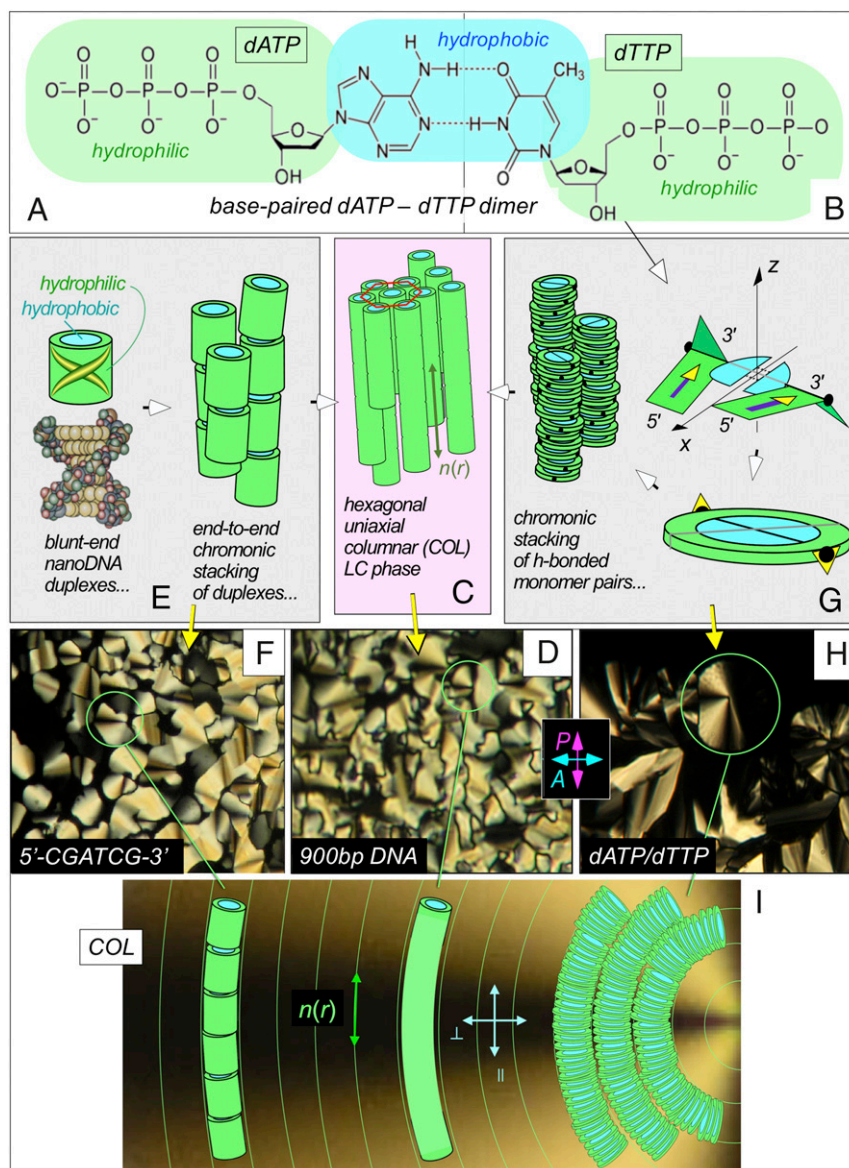 dATP
hydrophobic
dTTP
H
N—H
O
CH₃
N
N
N
N
N
H—N
N
O
O
O
O
⁻O—P—O—P—O—P—O
O⁻
O⁻
O⁻
O
OH
O
O
O
O
O—P—O—P—O—P—O
O⁻
O⁻
O⁻
O
OH
hydrophilic
hydrophilic
A
base-paired dATP – dTTP dimer
B
hydrophilic
hydrophobic
blunt-end
nanoDNA
duplexes...
E
end-to-end
chromonic
stacking
of duplexes...
n(r)
hexagonal
uniaxial
columnar (COL)
LC phase
C
z
3'
3'
5'
5'
x
chromonic
stacking
of h-bonded
monomer pairs...
G
F
5'-CGATCG-3'
D
900bp DNA
P
A
H
dATP/dTTP
I
COL
n(r)
⊥
||